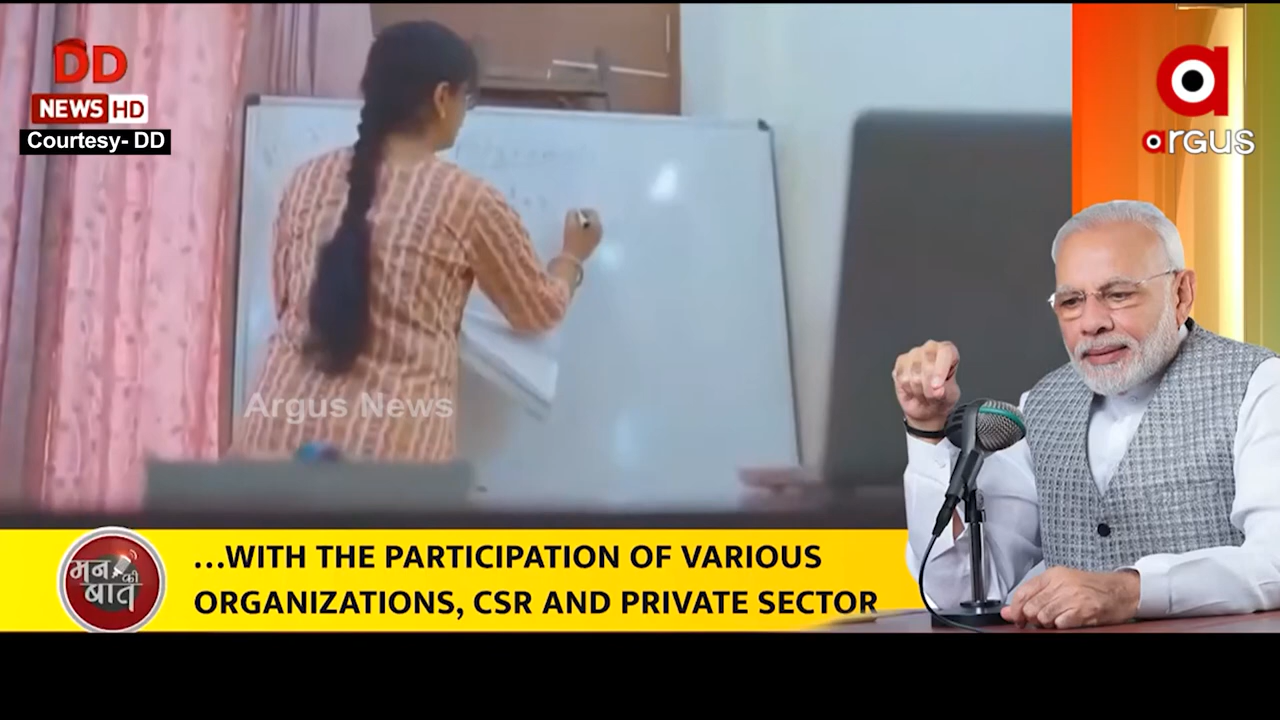 DD
NEWS HD
Courtesy- DD
a
argus
Argus News
मन की बात
...WITH THE PARTICIPATION OF VARIOUS
ORGANIZATIONS, CSR AND PRIVATE SECTOR